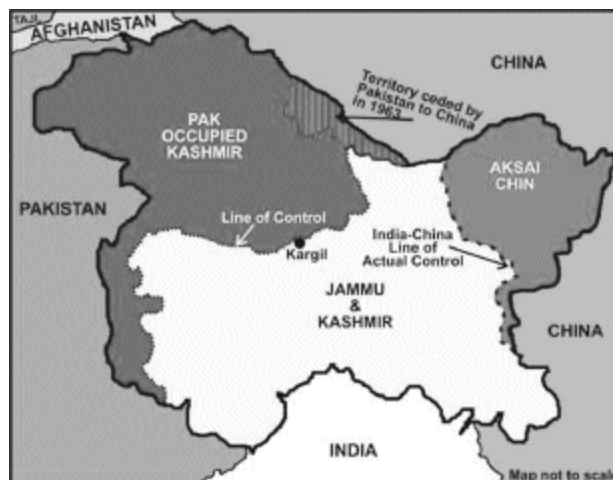 TAJI.
AFGHANISTAN
CHINA
Territory ceded by
Pakistan to China
in 1963
PAK
OCCUPIED
KASHMIR
AKSAI
CHIN
PAKISTAN
Line of Control
Kargil
India-China
Line of
Actual Control
JAMMU
&
KASHMIR
CHINA
INDIA
Map not to scale